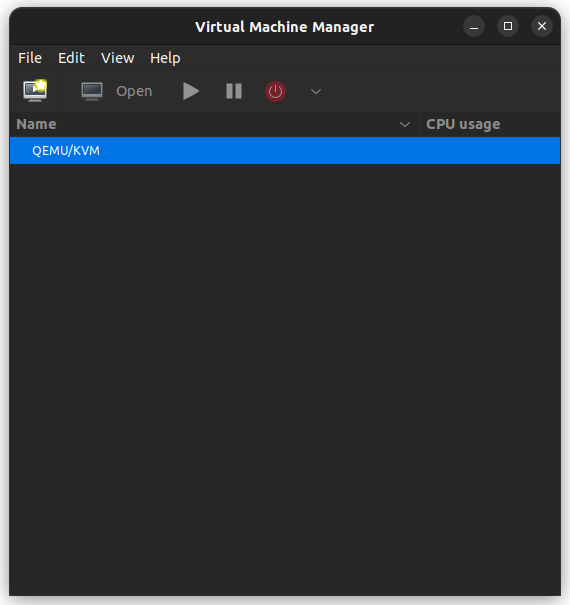 Virtual Machine Manager
File Edit View Help
Open
Name CPU usage
QEMU/KVM